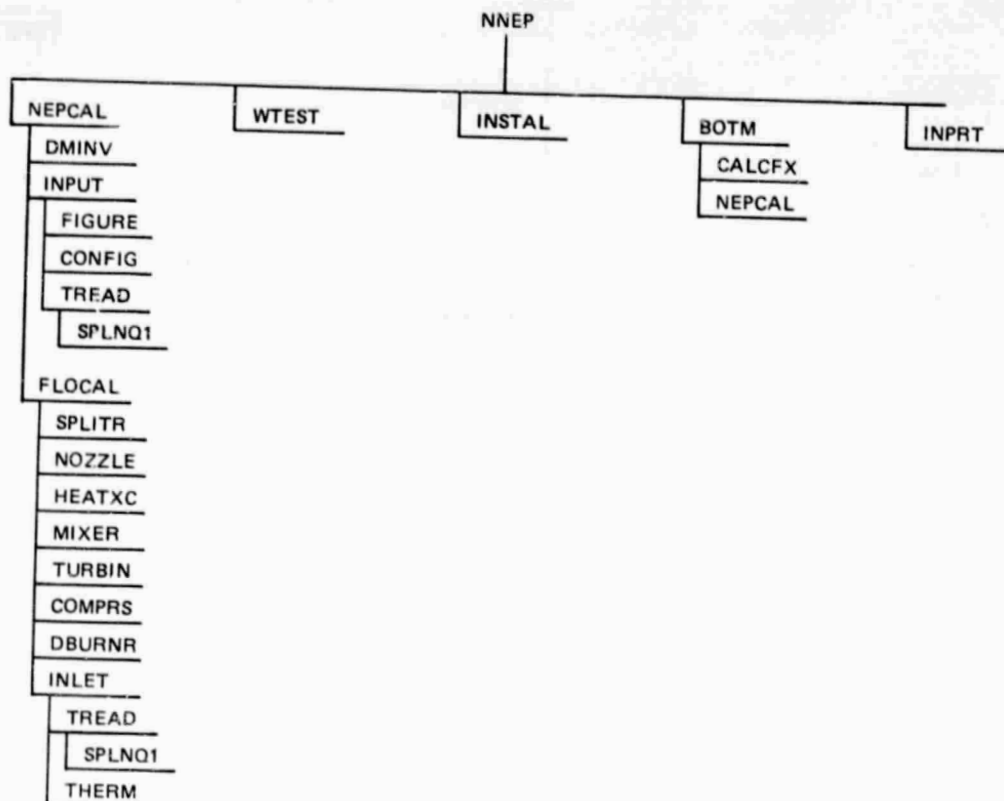 NNEP
NEPCAL
WTEST
INSTAL
BOTM
INPRT
DMINV
CALCFX
INPUT
NEPCAL
FIGURE
CONFIG
TREAD
SPLNQ1
FLOCAL
SPLITR
NOZZLE
HEATXC
MIXER
TURBIN
COMPRS
DBURNR
INLET
TREAD
SPLNQ1
THERM